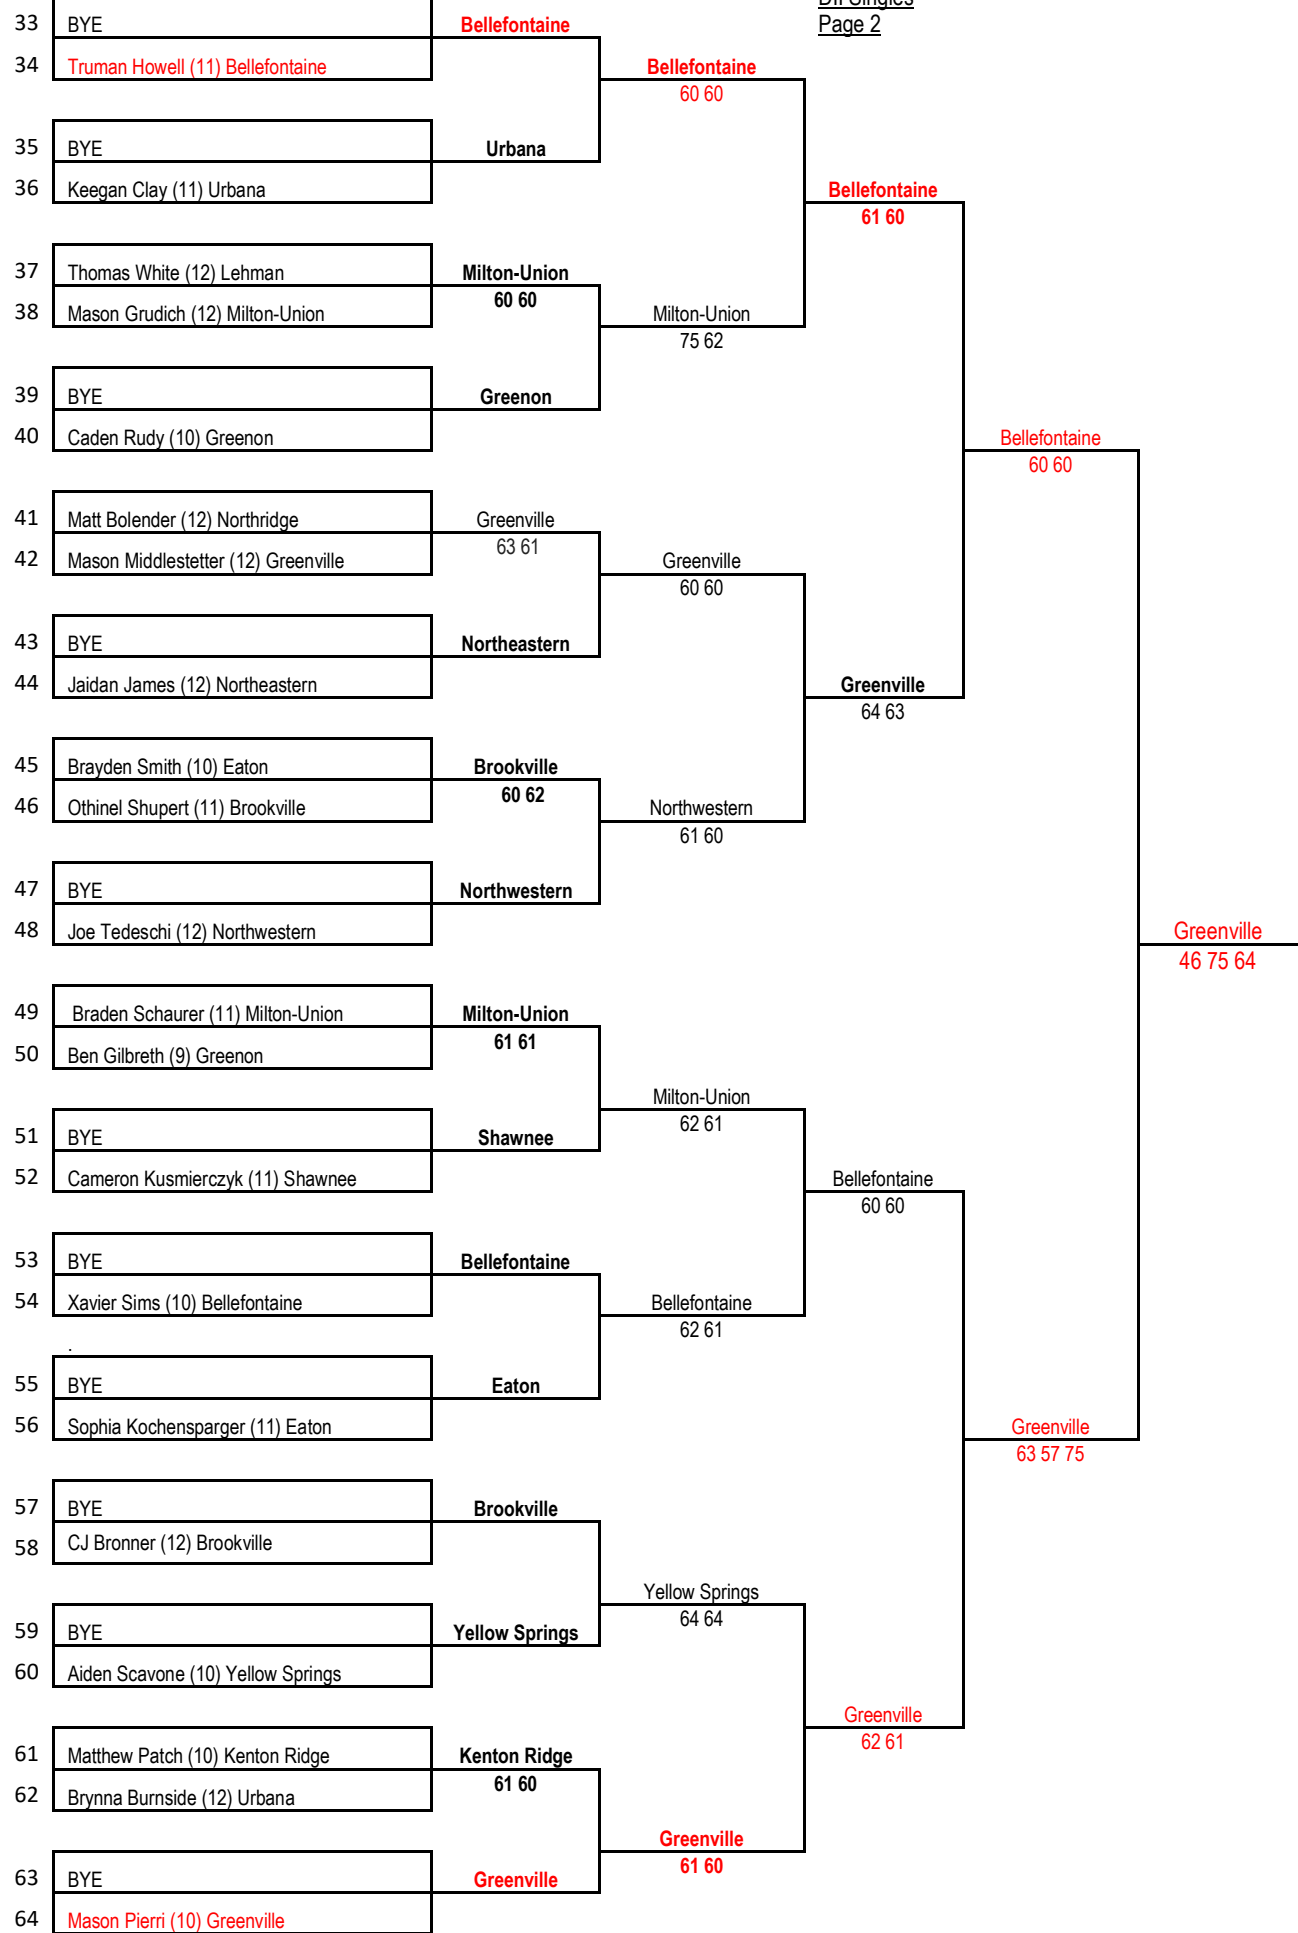 DII Singles
Page 2
33 BYE Bellefontaine
34 Truman Howell (11) Bellefontaine Bellefontaine
60 60
35 BYE Urbana
36 Keegan Clay (11) Urbana Bellefontaine
61 60
37 Thomas White (12) Lehman Milton-Union
60 60
38 Mason Grudich (12) Milton-Union Milton-Union
75 62
39 BYE Greenon
40 Caden Rudy (10) Greenon Bellefontaine
60 60
41 Matt Bolender (12) Northridge Greenville
63 61
42 Mason Middlestetter (12) Greenville Greenville
60 60
43 BYE Northeastern
44 Jaidan James (12) Northeastern Greenville
64 63
45 Brayden Smith (10) Eaton Brookville
60 62
46 Othinel Shupert (11) Brookville Northwestern
61 60
47 BYE Northwestern
48 Joe Tedeschi (12) Northwestern Greenville
46 75 64
49 Braden Schaurer (11) Milton-Union Milton-Union
61 61
50 Ben Gilbreth (9) Greenon
Milton-Union
62 61
51 BYE Shawnee
52 Cameron Kusmierczyk (11) Shawnee Bellefontaine
60 60
53 BYE Bellefontaine
54 Xavier Sims (10) Bellefontaine Bellefontaine
62 61
.
55 BYE Eaton
56 Sophia Kochensparger (11) Eaton Greenville
63 57 75
57 BYE Brookville
58 CJ Bronner (12) Brookville
Yellow Springs
64 64
59 BYE Yellow Springs
60 Aiden Scavone (10) Yellow Springs
Greenville
62 61
61 Matthew Patch (10) Kenton Ridge Kenton Ridge
61 60
62 Brynna Burnside (12) Urbana
Greenville
61 60
63 BYE Greenville
64 Mason Pierri (10) Greenville